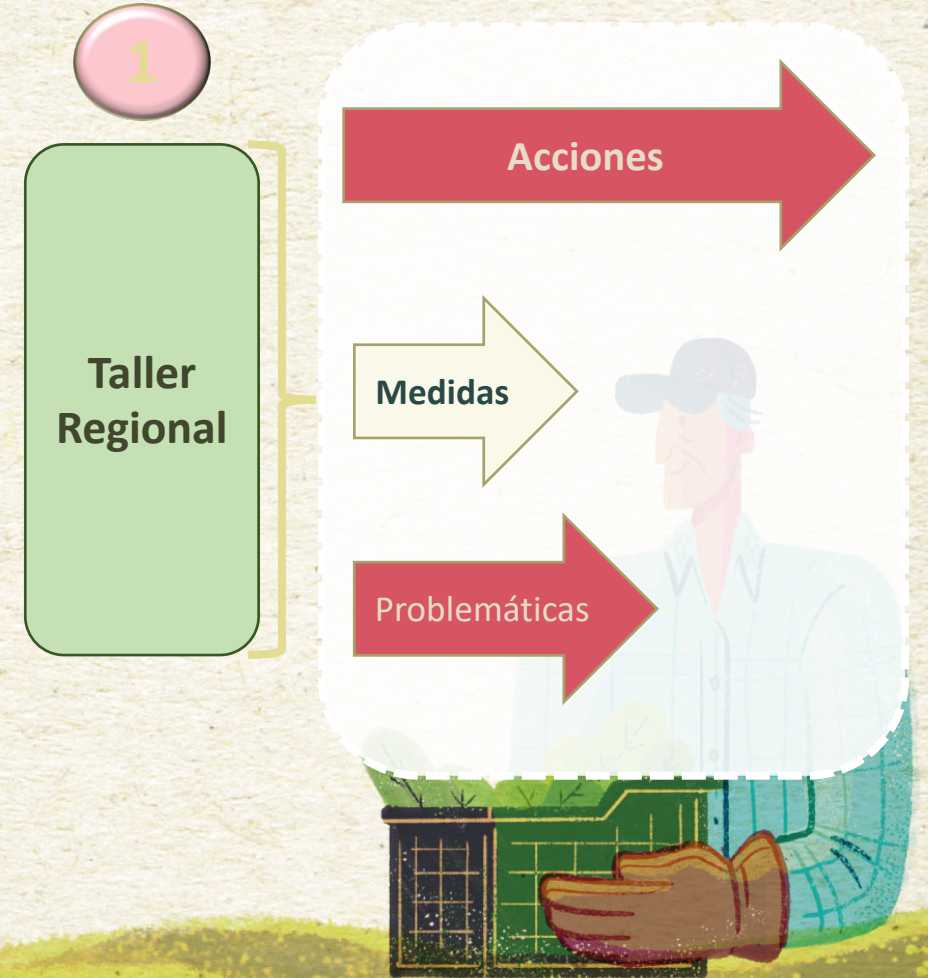 1
Taller
Regional
Acciones
Medidas
Problemáticas